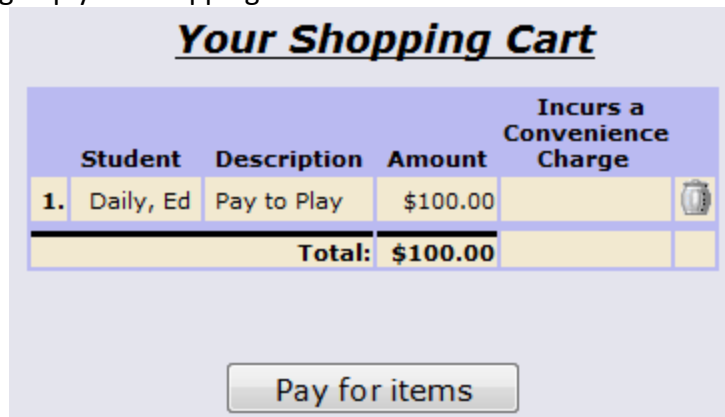 Your Shopping Cart
Incurs a
Convenience
Student Description Amount Charge
1. Daily, Ed Pay to Play $100.00
Total: $100.00
Pay for items